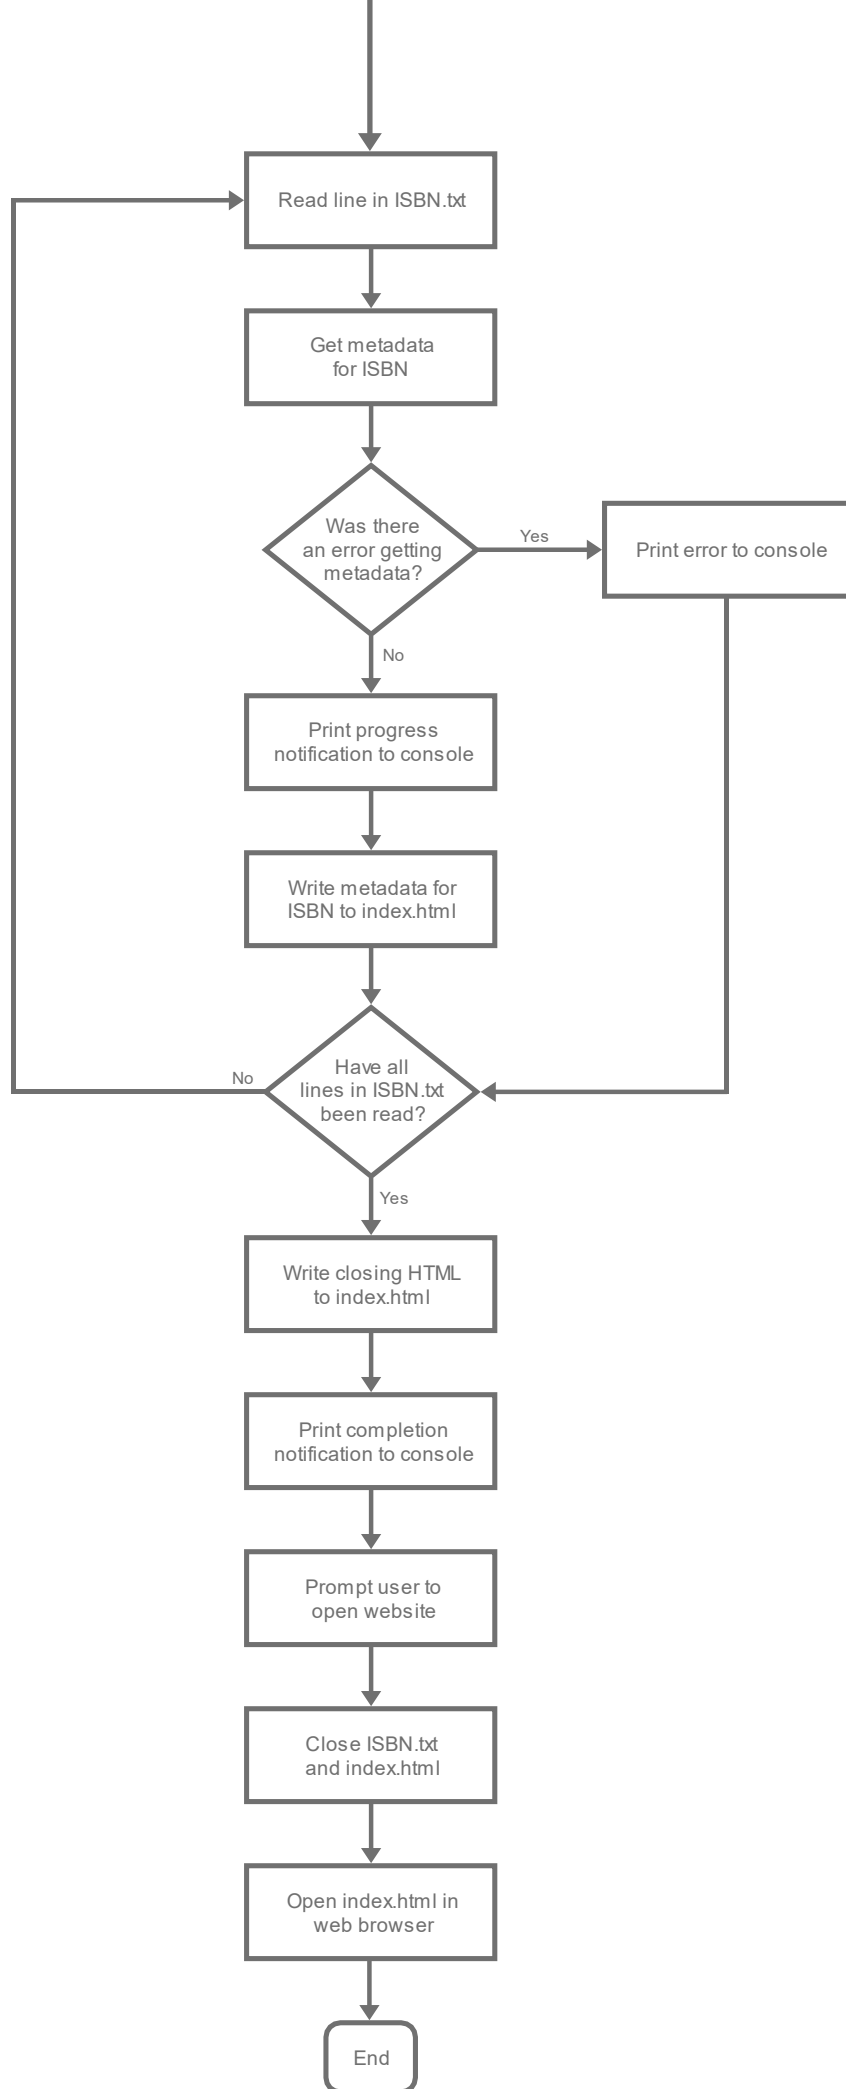 Read line in ISBN.txt
Get metadata
for ISBN
Was there
an error getting
metadata?
Yes
Print error to console
No
Print progress
notification to console
Write metadata for
ISBN to index.html
Have all
lines in ISBN.txt
been read?
No
Yes
Write closing HTML
to index.html
Print completion
notification to console
Prompt user to
open website
Close ISBN.txt
and index.html
Open index.html in
web browser
End